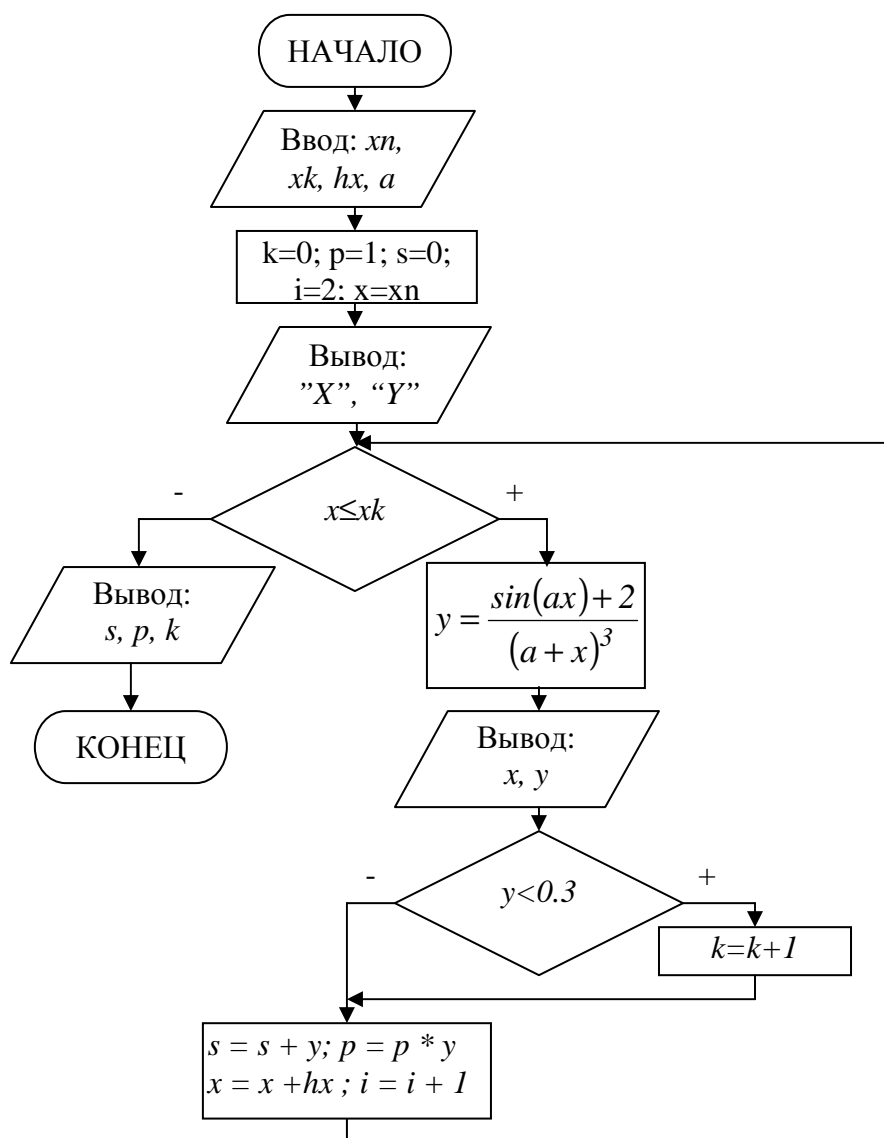 НАЧАЛО
Ввод: xn,
xk, hx, a
k=0; p=1; s=0;
i=2; x=xn
Вывод:
”X”, “Y”
-
x≤xk
+
Вывод:
s, p, k
КОНЕЦ
y = \frac{sin(ax)+2}{(a+x)^3}
Вывод:
x, y
-
y<0.3
+
k=k+1
s = s + y; p = p * y
x = x +hx ; i = i + 1